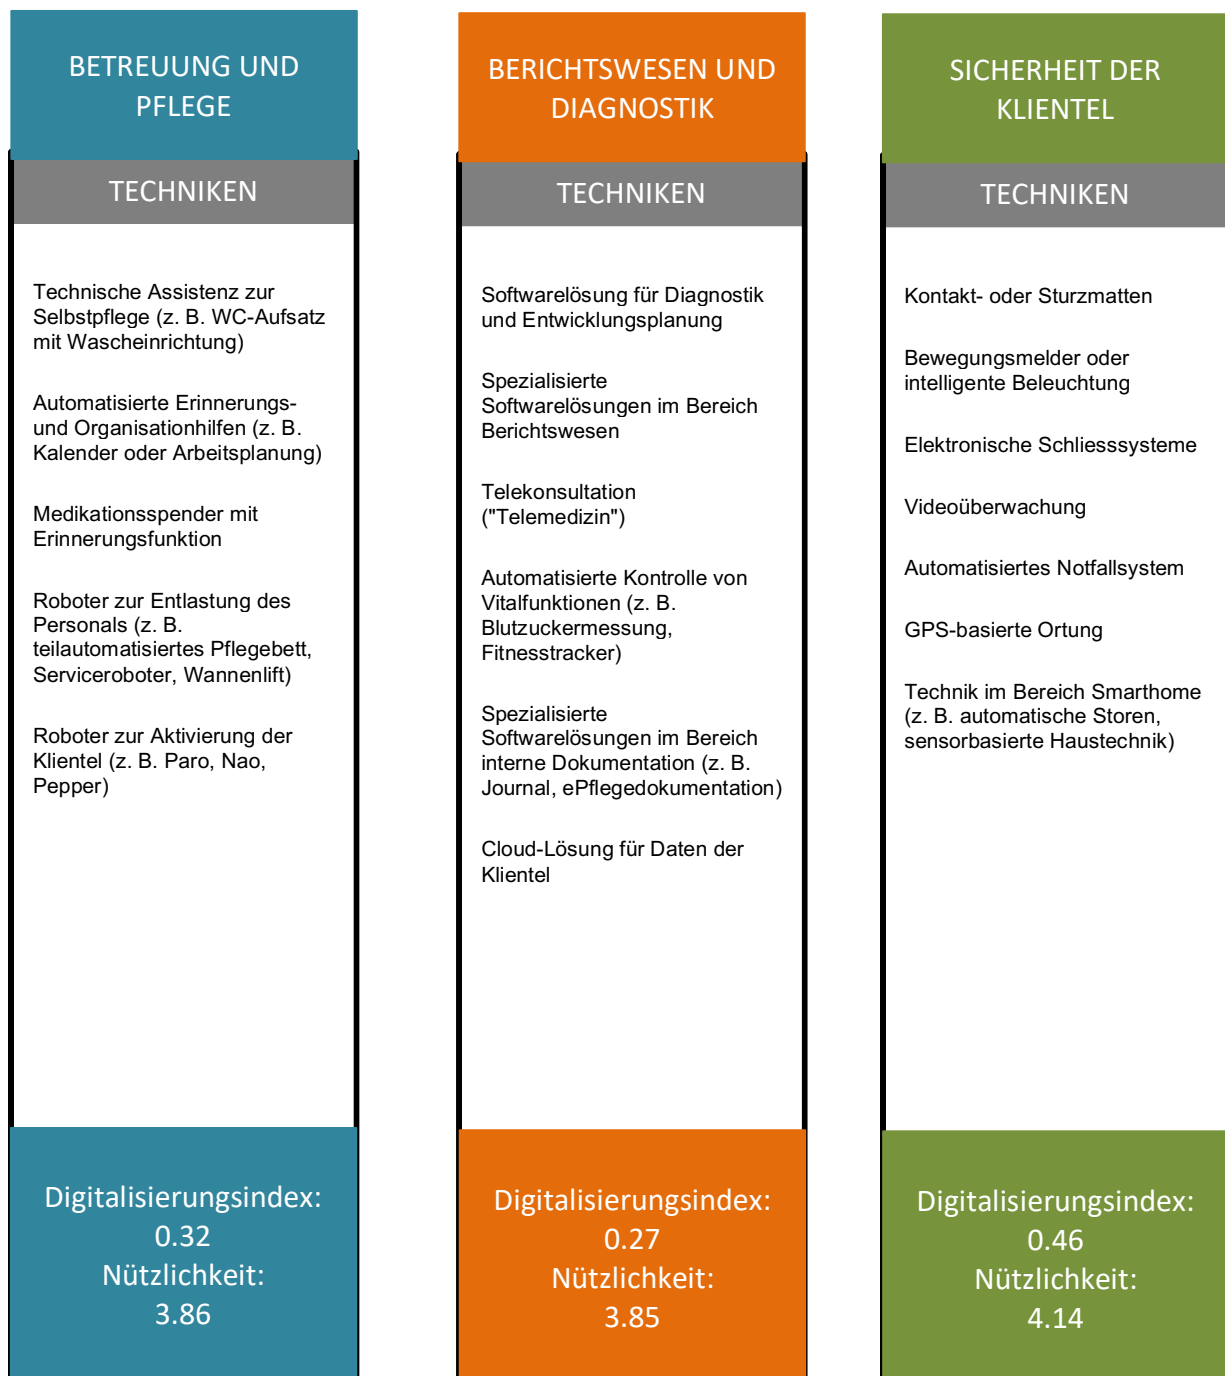 BETREUUNG UND
PFLEGE
TECHNIKEN
Technische Assistenz zur
Selbstpflege (z. B. WC-Aufsatz
mit Wascheinrichtung)
Automatisierte Erinnerungs-
und Organisationhilfen (z. B.
Kalender oder Arbeitsplanung)
Medikationsspender mit
Erinnerungsfunktion
Roboter zur Entlastung des
Personals (z. B.
teilautomatisiertes Pflegebett,
Serviceroboter, Wannenlift)
Roboter zur Aktivierung der
Klientel (z. B. Paro, Nao,
Pepper)
Digitalisierungsindex:
0.32
Nützlichkeit:
3.86
BERICHTSWESEN UND
DIAGNOSTIK
TECHNIKEN
Softwarelösung für Diagnostik
und Entwicklungsplanung
Spezialisierte
Softwarelösungen im Bereich
Berichtswesen
Telekonsultation
("Telemedizin")
Automatisierte Kontrolle von
Vitalfunktionen (z. B.
Blutzuckermessung,
Fitnesstracker)
Spezialisierte
Softwarelösungen im Bereich
interne Dokumentation (z. B.
Journal, ePflegedokumentation)
Cloud-Lösung für Daten der
Klientel
Digitalisierungsindex:
0.27
Nützlichkeit:
3.85
SICHERHEIT DER
KLIENTEL
TECHNIKEN
Kontakt- oder Sturzmatten
Bewegungsmelder oder
intelligente Beleuchtung
Elektronische Schliesssysteme
Videoüberwachung
Automatisiertes Notfallsystem
GPS-basierte Ortung
Technik im Bereich Smarthome
(z. B. automatische Storen,
sensorbasierte Haustechnik)
Digitalisierungsindex:
0.46
Nützlichkeit:
4.14